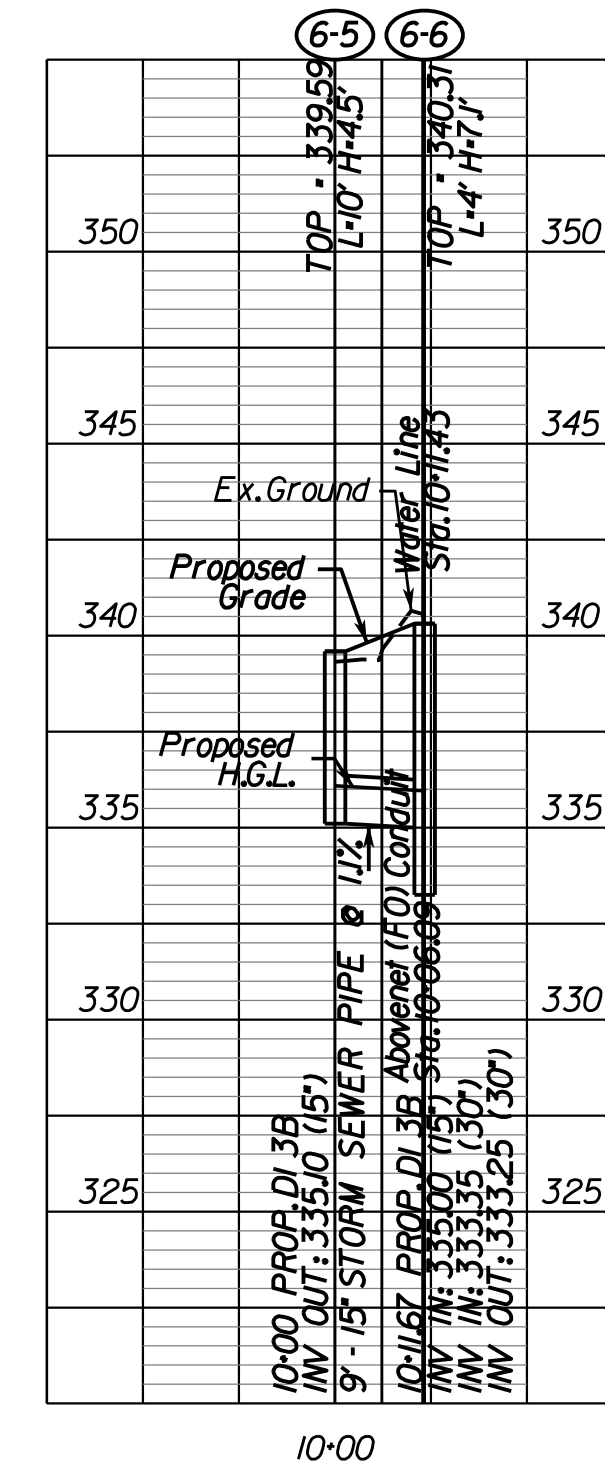 6-5 6-6
TOP = 339.59
L=10' H=4.5'
TOP = 340.37
L=4' H=7.1'
350 350
345 345
Water Line
Sta. 10+11.43
Ex. Ground
Proposed
Grade
340 340
Proposed
H.G.L.
335 335
Abovenet (FO) Conduit
Sta. 10+06.09
330 330
325 325
10+00 PROP. DI 3B
INV OUT: 335.10 (15")
9' - 15" STORM SEWER PIPE @ 1.1%
10+11.67 PROP. DI 3B
INV IN: 335.00 (15")
INV IN: 333.35 (30")
INV OUT: 333.25 (30")
10+00